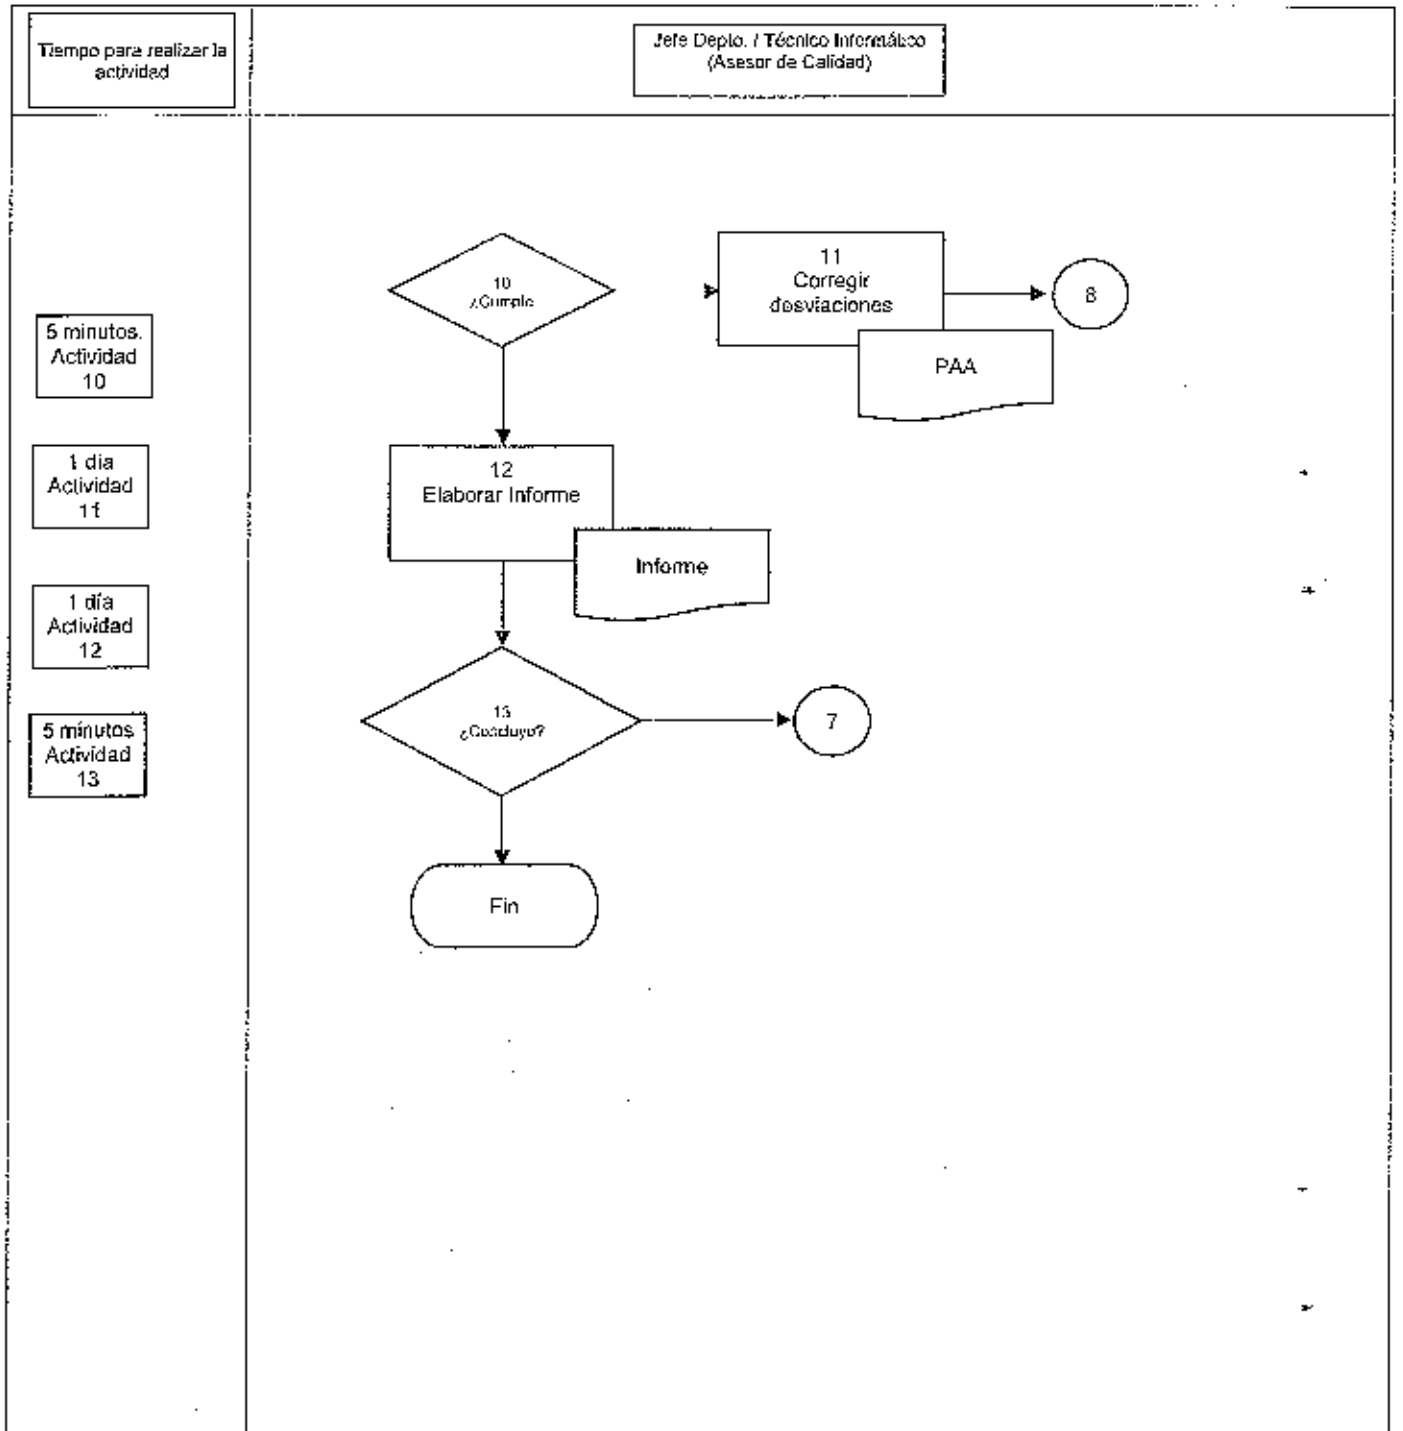 Tiempo para realizar la
actividad
Jefe Depto. / Técnico Informático
(Asesor de Calidad)
10
¿Cumple
11
Corregir
desviaciones
8
PAA
5 minutos.
Actividad
10
1 día
Actividad
11
12
Elaborar Informe
Informe
1 día
Actividad
12
13
¿Concluyo?
7
5 minutos
Actividad
13
Fin